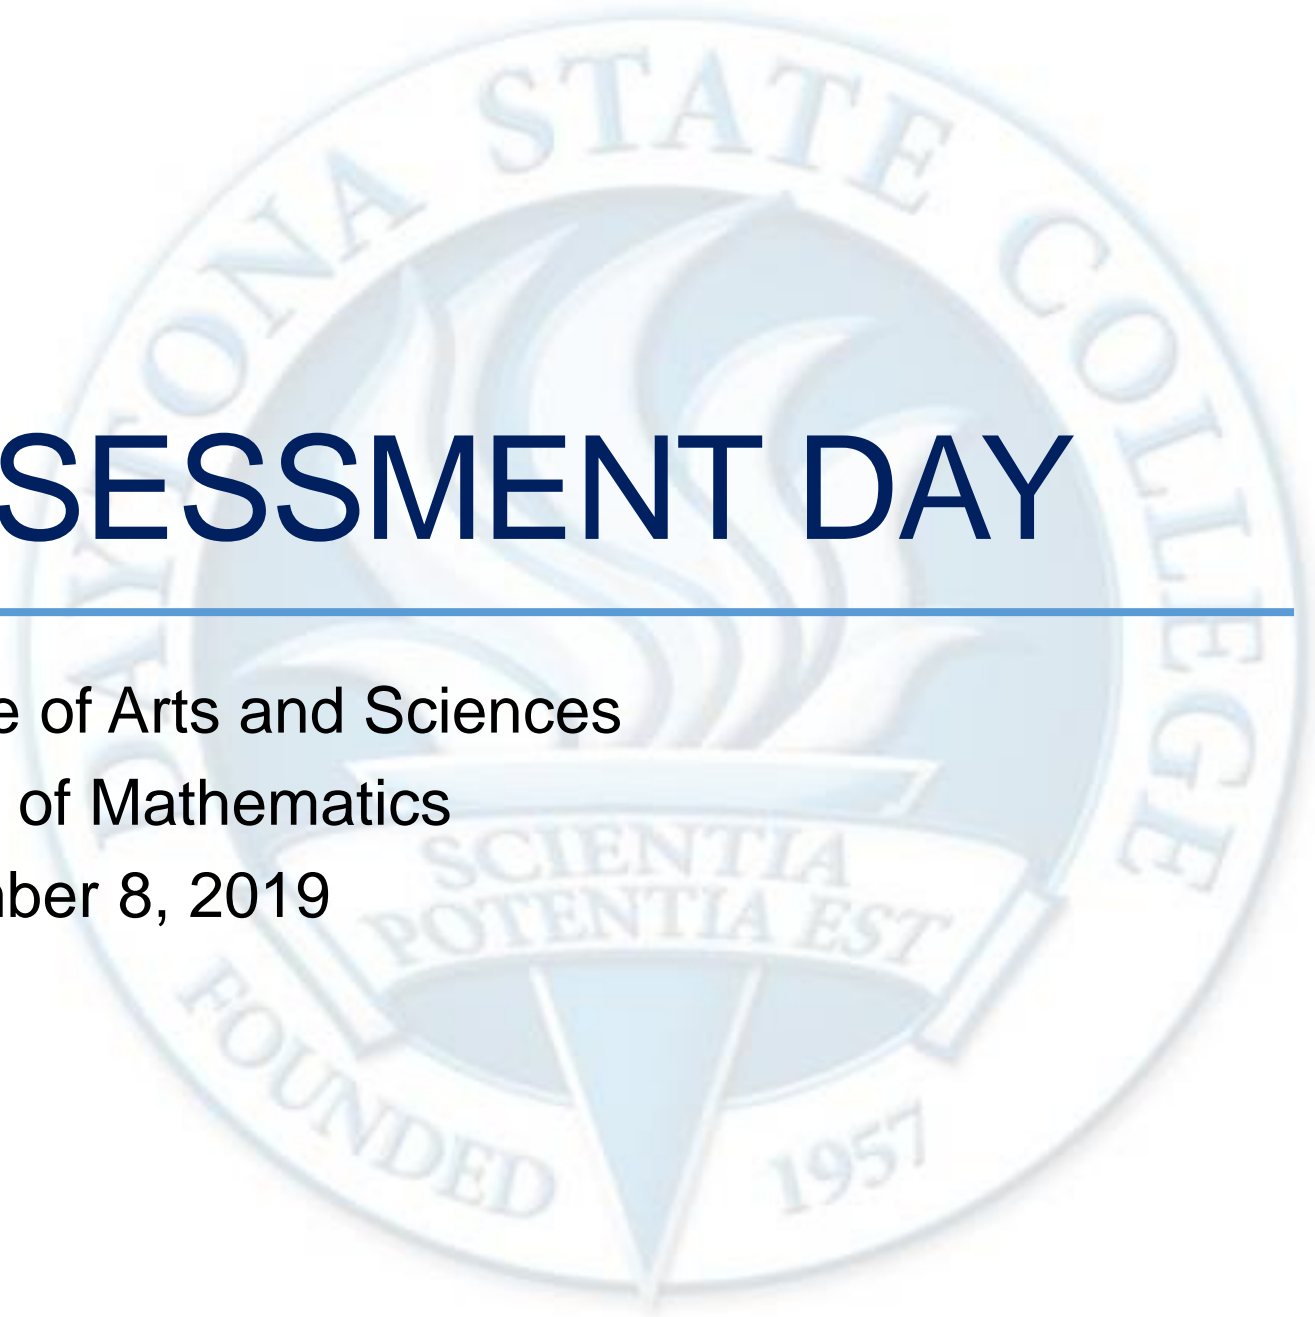 DAYTONA STATE COLLEGE
SESSMENT DAY
e of Arts and Sciences
of Mathematics
ber 8, 2019
SCIENTIA
POTENTIA EST
FOUNDED 1957